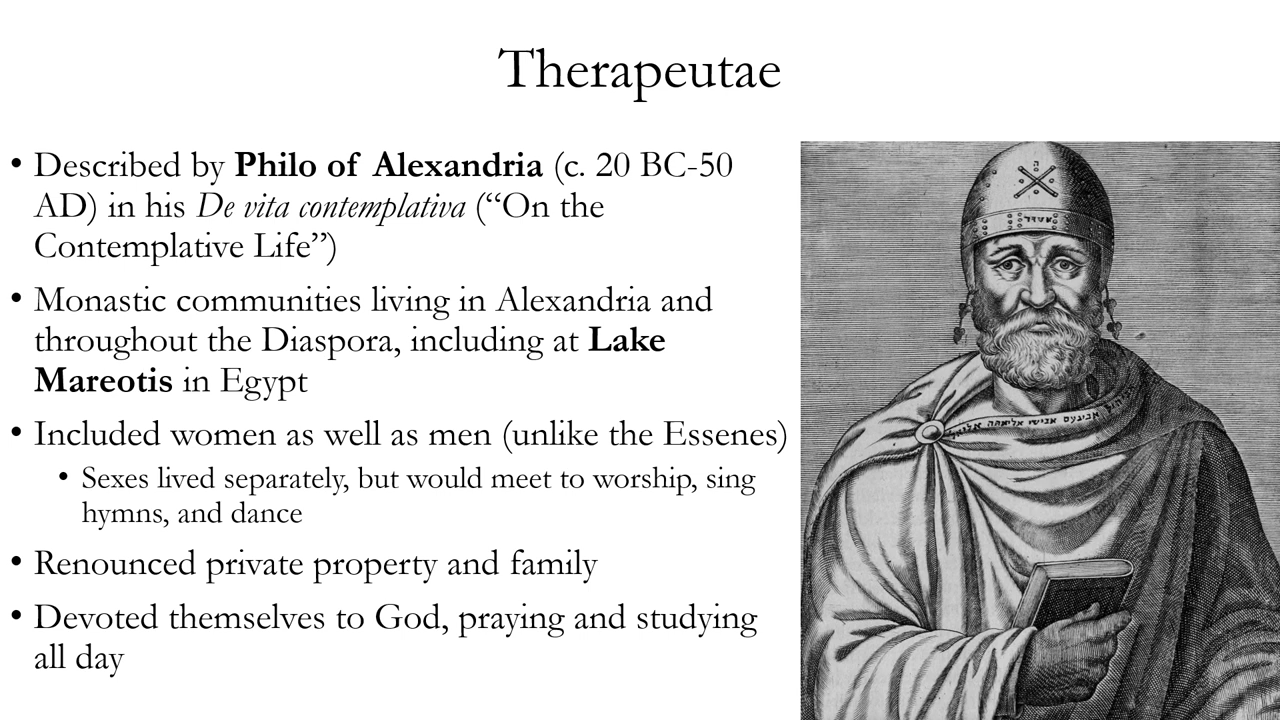 Therapeutae
• Described by Philo of Alexandria (c. 20 BC-50
AD) in his De vita contemplativa (“On the
Contemplative Life”)
• Monastic communities living in Alexandria and
throughout the Diaspora, including at Lake
Mareotis in Egypt
• Included women as well as men (unlike the Essenes)
• Sexes lived separately, but would meet to worship, sing
hymns, and dance
• Renounced private property and family
• Devoted themselves to God, praying and studying
all day
אבינעם אבישי